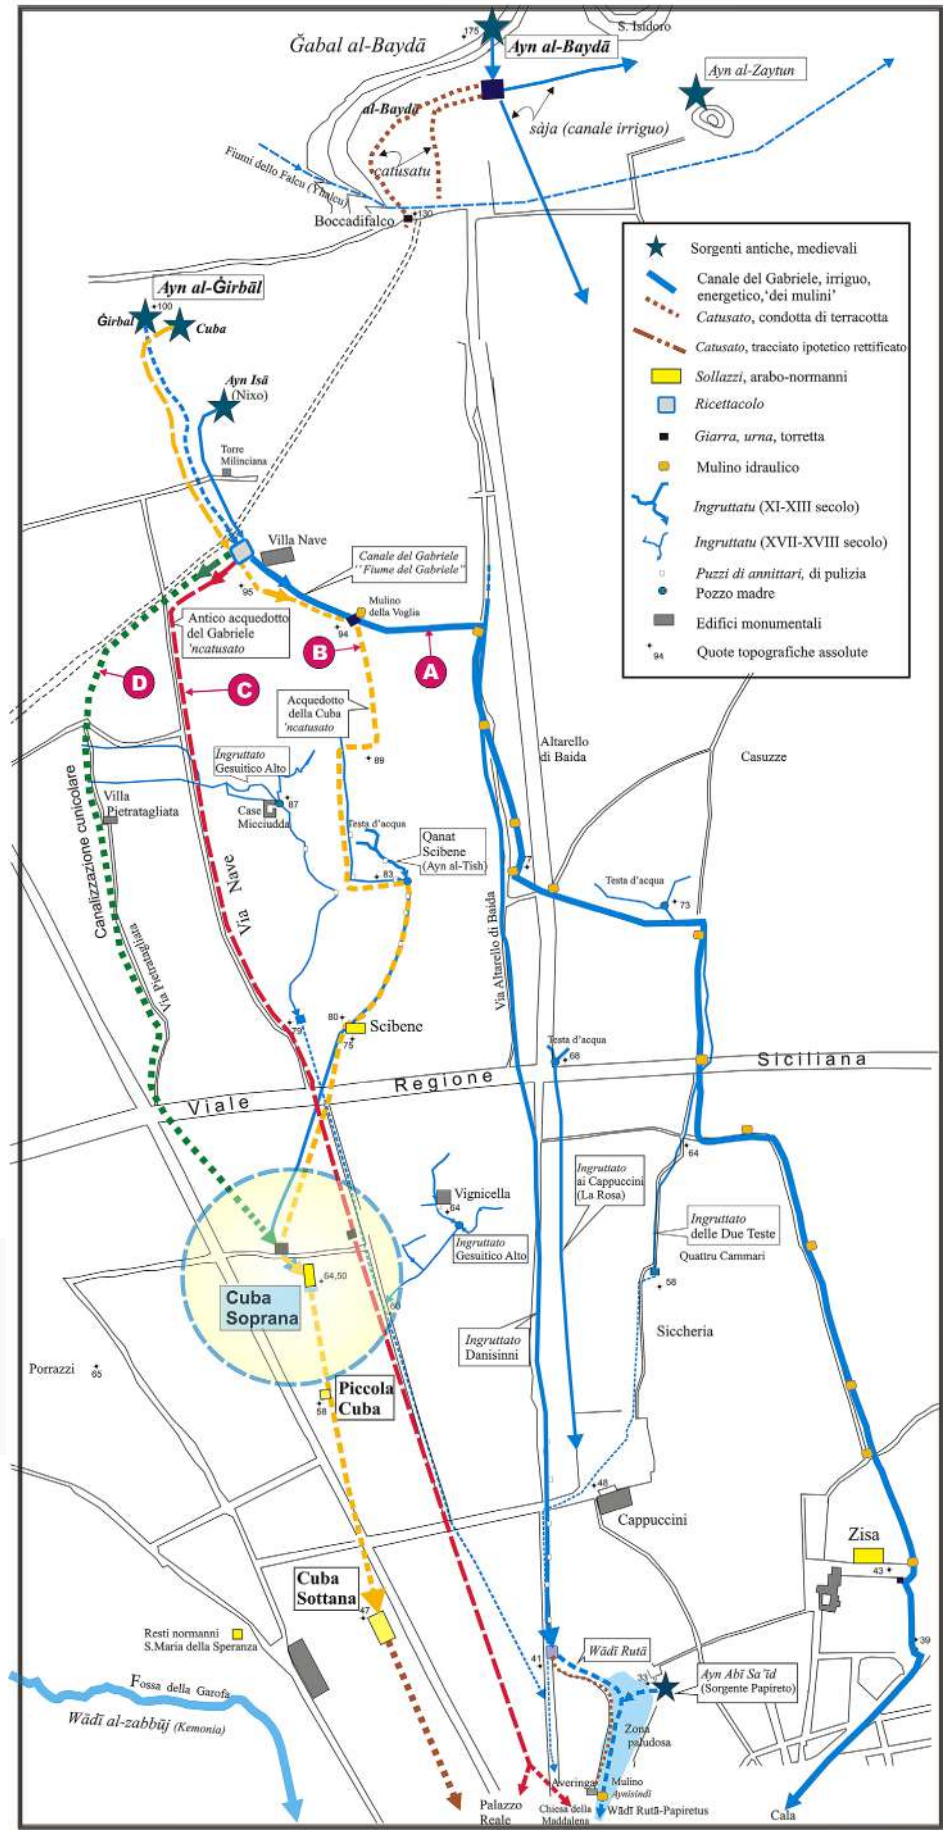 S. Isidoro
175
Ğabal al-Baydā
Ayn al-Baydā
Ayn al-Zaytun
al-Baydā
sàja (canale irriguo)
catusatu
Fiumi dello Falcu (Yhalcu)
Boccadifalco
130
Sorgenti antiche, medievali
Canale del Gabriele, irriguo,
energetico,'dei mulini'
Catusato, condotta di terracotta
Catusato, tracciato ipotetico rettificato
Sollazzi, arabo-normanni
Ricettacolo
Giarra, urna, torretta
Mulino idraulico
Ingruttatu (XI-XIII secolo)
Ingruttatu (XVII-XVIII secolo)
Puzzi di annittari, di pulizia
Pozzo madre
Edifici monumentali
94
Quote topografiche assolute
Ayn al-Ġirbāl
100
Ġirbal
Cuba
Ayn Isā
(Nixo)
Torre
Milinciana
Villa Nave
Canale del Gabriele
"Fiume del Gabriele"
95
Mulino
della Voglia
94
Antico acquedotto
del Gabriele
'ncatusato
B
A
D
C
Acquedotto
della Cuba
'ncatusato
89
Altarello
di Baida
Casuzze
Ingruttato
Gesuitico Alto
87
Case
Micciudda
Villa
Pietratagliata
Testa d'acqua
Qanat
Scibene
(Ayn al-Tish)
83
77
Testa d'acqua
73
Canalizzazione cunicolare
Via Nave
Via Pietratagliata
Via Altarello di Baida
79
80
Scibene
75
Testa d'acqua
68
Viale Regione Siciliana
64
Ingruttato
ai Cappuccini
(La Rosa)
Vignicella
64
Ingruttato
Gesuitico Alto
Ingruttato
delle Due Teste
Quattru Cammari
58
64,50
Cuba
Soprana
60
Siccheria
Ingruttato
Danisinni
Porrazzi
65
Piccola
Cuba
58
48
Cappuccini
Zisa
43
Cuba
Sottana
47
39
Resti normanni
S.Maria della Speranza
Wādī Rutā
41
33
Ayn Abī Sa'īd
(Sorgente Papireto)
Fossa della Garofa
Wādī al-zabbūj (Kemonia)
Zona
paludosa
Averinga
Mulino
Aynisindi
Palazzo
Reale
Chiesa della
Maddalena
Wādī Rutā-Papiretus
Cala